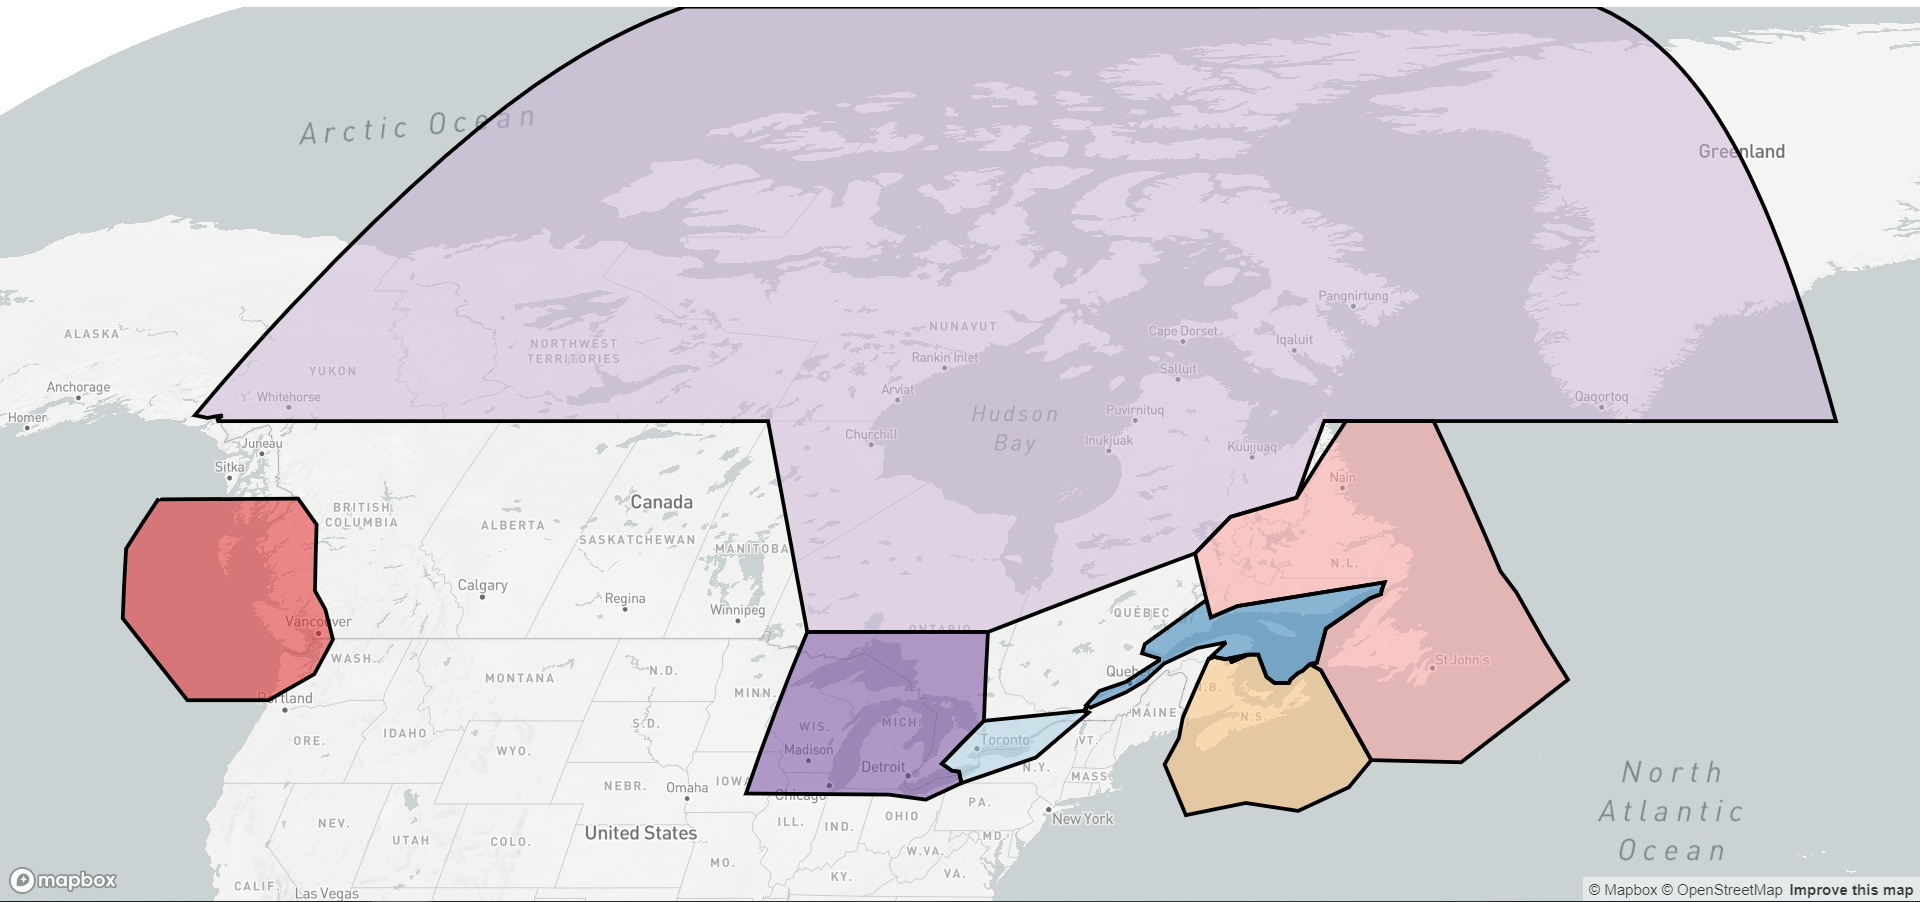 Arctic Ocean
Greenland
ALASKA
Anchorage
Homer
YUKON
Whitehorse
NORTHWEST
TERRITORIES
NUNAVUT
Rankin Inlet
Arviat
Cape Dorset
Salluit
Iqaluit
Pangnirtung
Qaqortoq
Hudson
Bay
Churchill
Puvirnituq
Inukjuak
Kuujjuaq
Juneau
Sitka
BRITISH
COLUMBIA
ALBERTA
Canada
SASKATCHEWAN
MANITOBA
Nain
N.L.
Calgary
Regina
Winnipeg
ONTARIO
QUÉBEC
Vancouver
WASH.
Portland
MONTANA
N.D.
MINN.
Quebec
St John's
N.B.
N.S.
MAINE
ORE.
IDAHO
WYO.
S.D.
WIS.
MICH.
Madison
Detroit
Toronto
VT.
N.Y.
MASS.
NEBR.
Omaha
IOWA
Chicago
PA.
New York
NEV.
UTAH
COLO.
United States
ILL.
IND.
OHIO
MD.
W.VA.
MO.
KY.
VA.
CALIF.
Las Vegas
North
Atlantic
Ocean
mapbox
© Mapbox © OpenStreetMap Improve this map